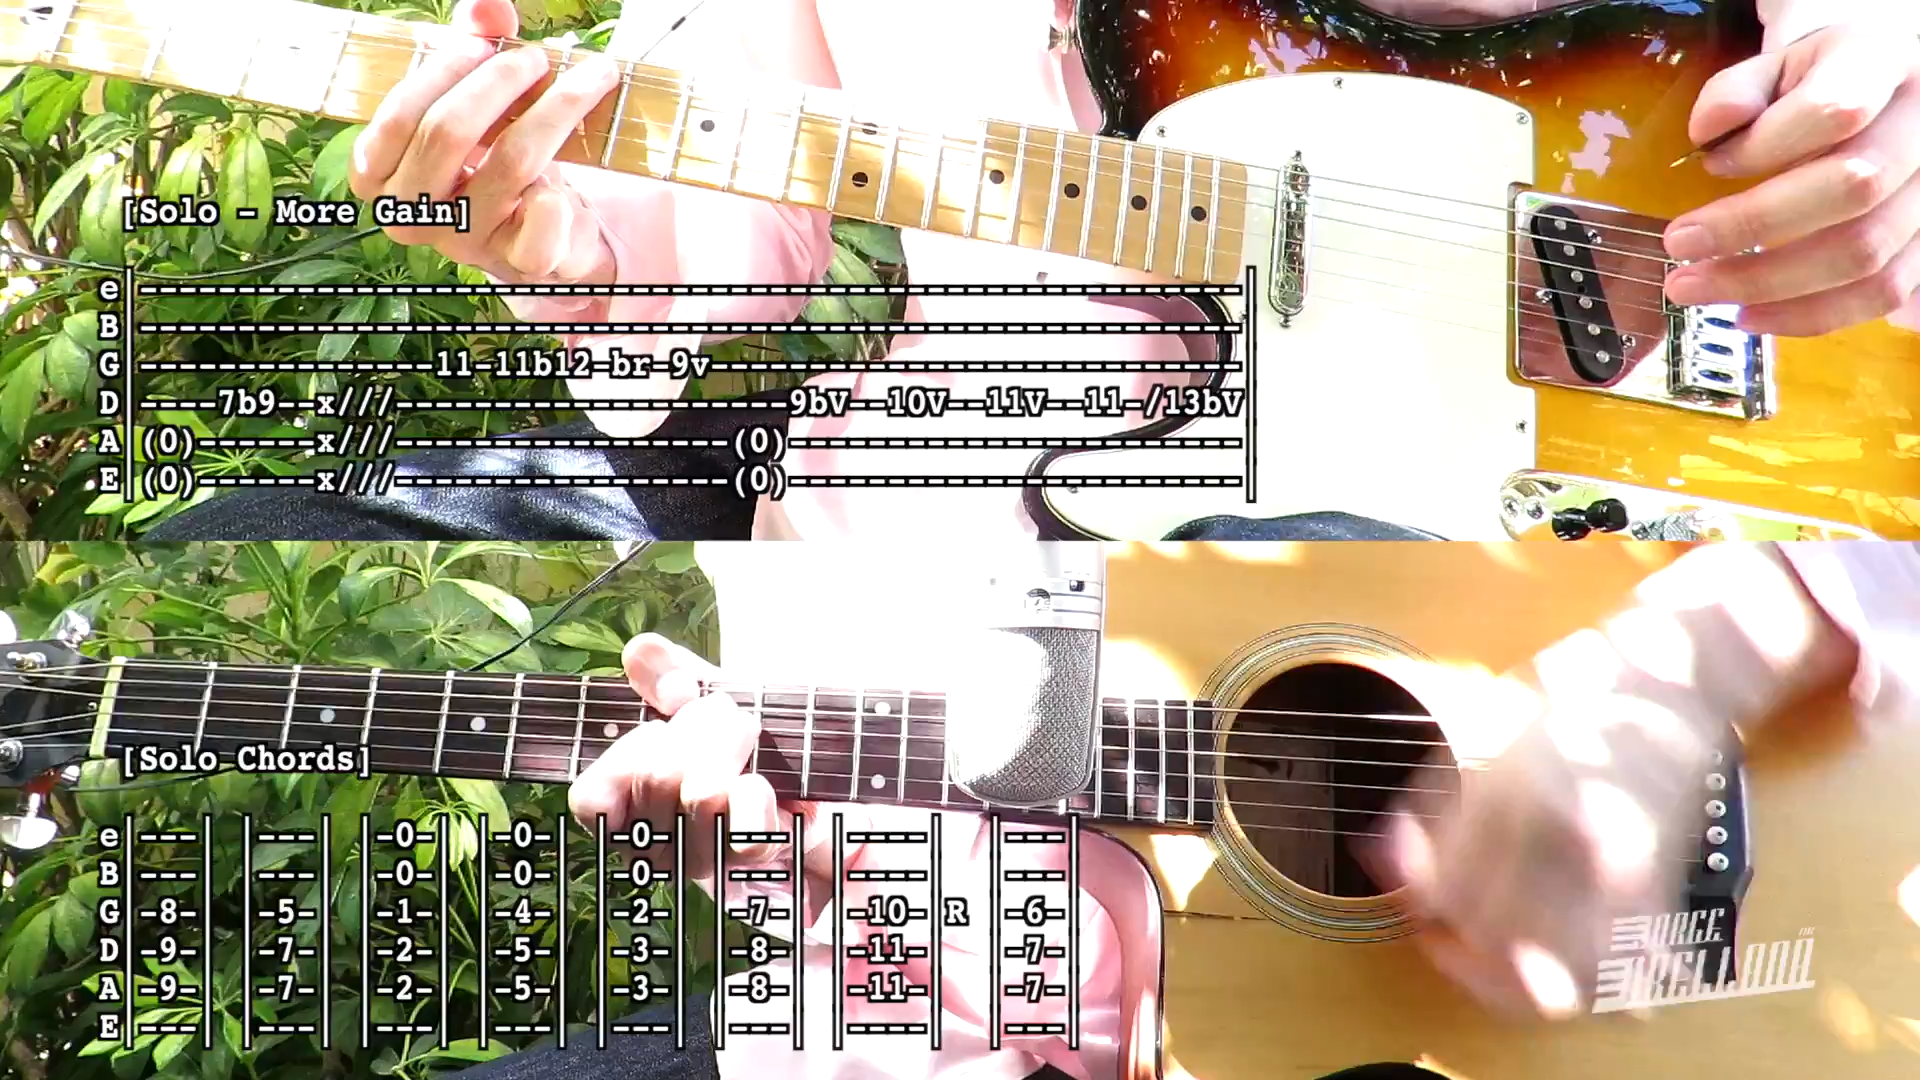 [Solo - More Gain]
e|---------------------------------------------------------|
B|---------------------------------------------------------|
G|---------------11-11b12-br-9v----------------------------|
D|----7b9--x///--------------------9bV--10V--11V--11-/13bV|
A|(0)------x///-----------------(0)------------------------|
E|(0)------x///-----------------(0)------------------------|
[Solo Chords]
e|---| |---| |-0-| |-0-| |-0-| |---| |----| |---|
B|---| |---| |-0-| |-0-| |-0-| |---| |----| |---|
G|-8-| |-5-| |-1-| |-4-| |-2-| |-7-| |-10-|R|-6-|
D|-9-| |-7-| |-2-| |-5-| |-3-| |-8-| |-11-| |-7-|
A|-9-| |-7-| |-2-| |-5-| |-3-| |-8-| |-11-| |-7-|
E|---| |---| |---| |---| |---| |---| |----| |---|
JORGE
ORELLANA